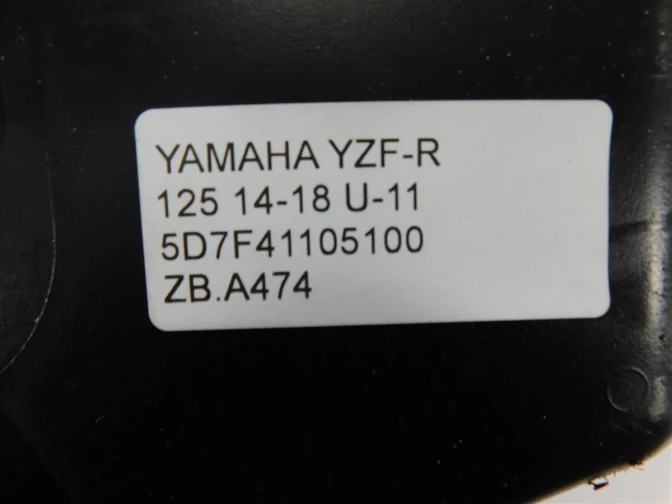 YAMAHA YZF-R
125 14-18 U-11
5D7F41105100
ZB.A474